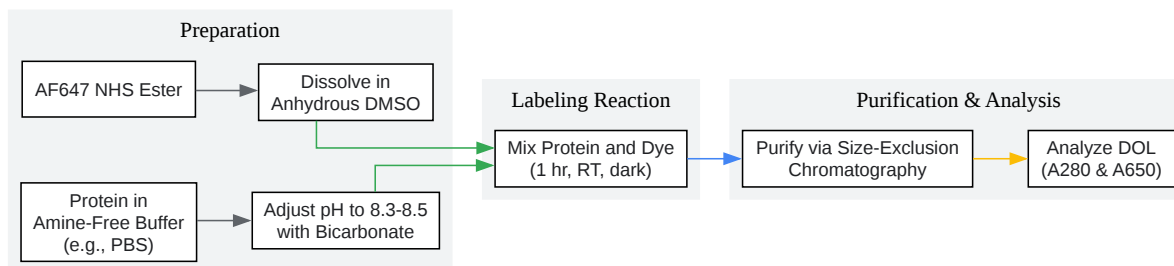 Preparation
AF647 NHS Ester
Dissolve in
Anhydrous DMSO
Protein in
Amine-Free Buffer
(e.g., PBS)
Adjust pH to 8.3-8.5
with Bicarbonate
Labeling Reaction
Mix Protein and Dye
(1 hr, RT, dark)
Purification & Analysis
Purify via Size-Exclusion
Chromatography
Analyze DOL
(A280 & A650)